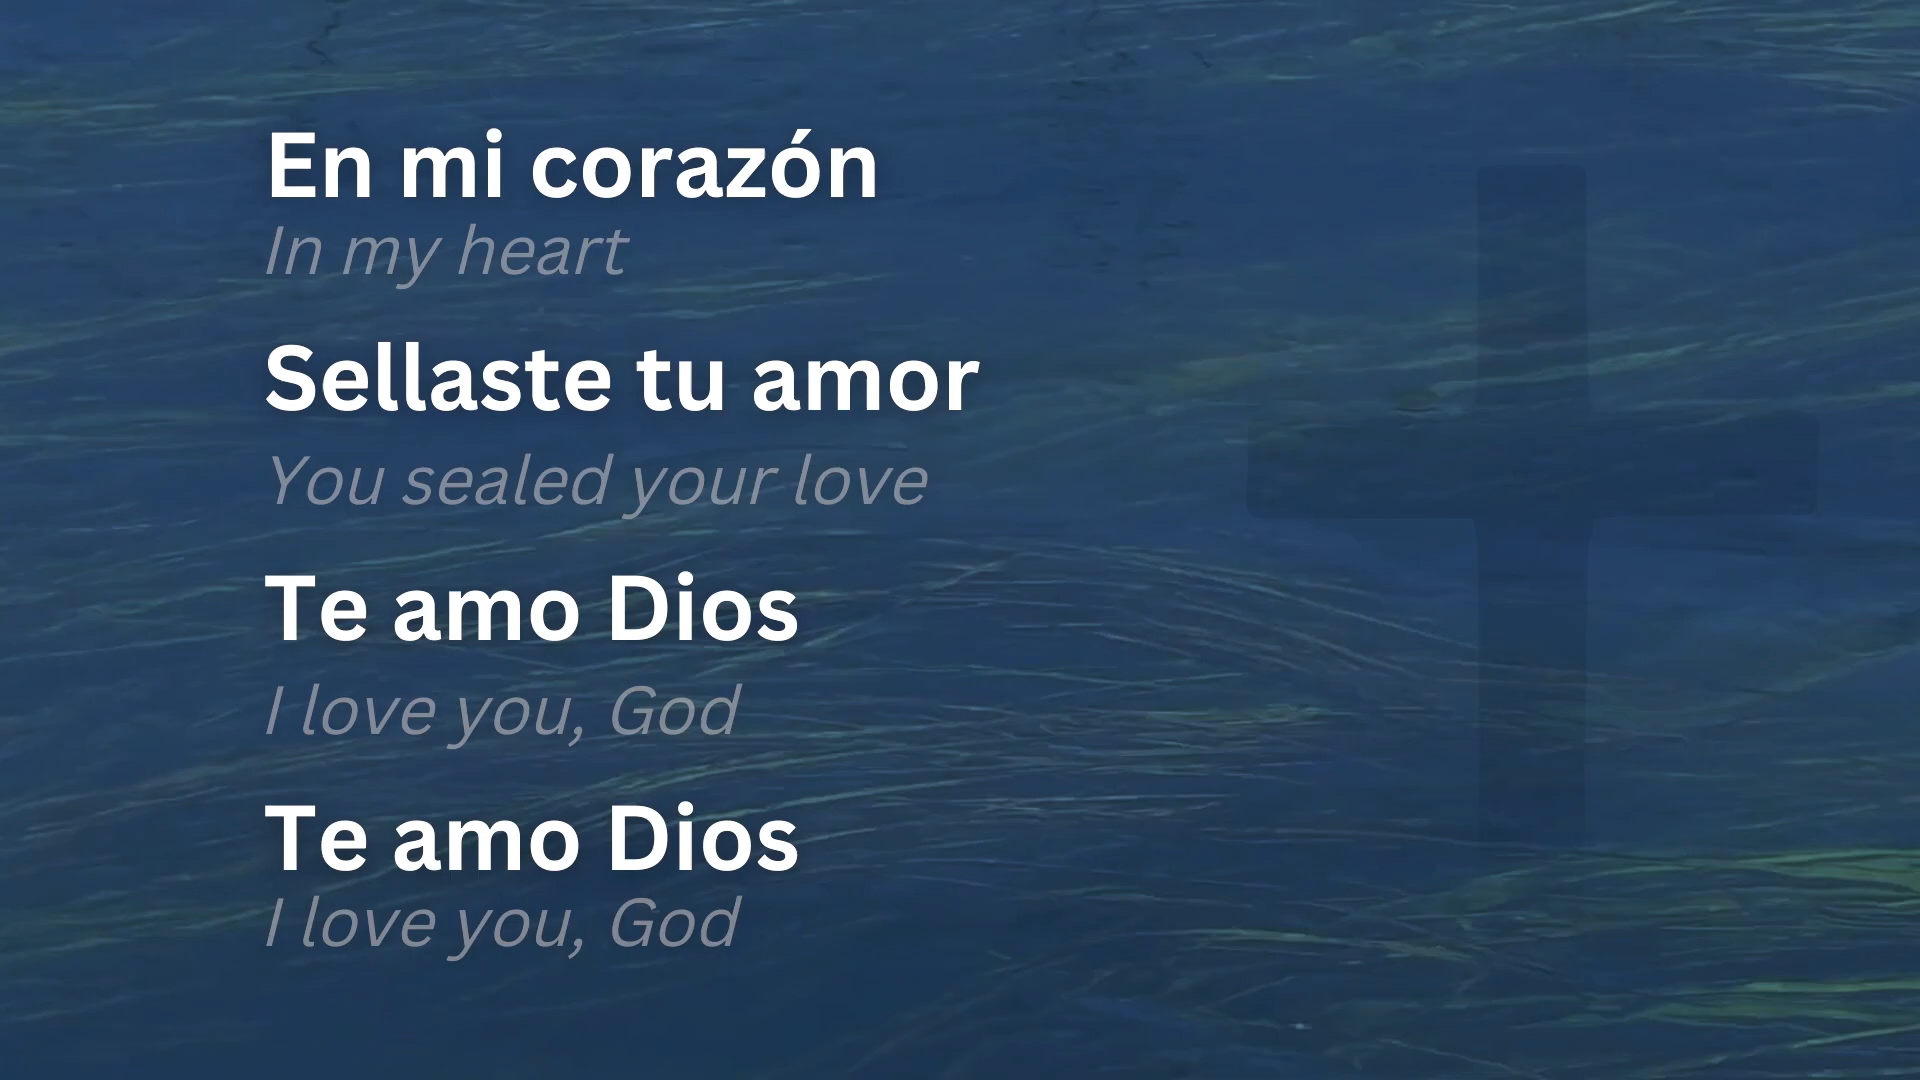 En mi corazón
In my heart
Sellaste tu amor
You sealed your love
Te amo Dios
I love you, God
Te amo Dios
I love you, God